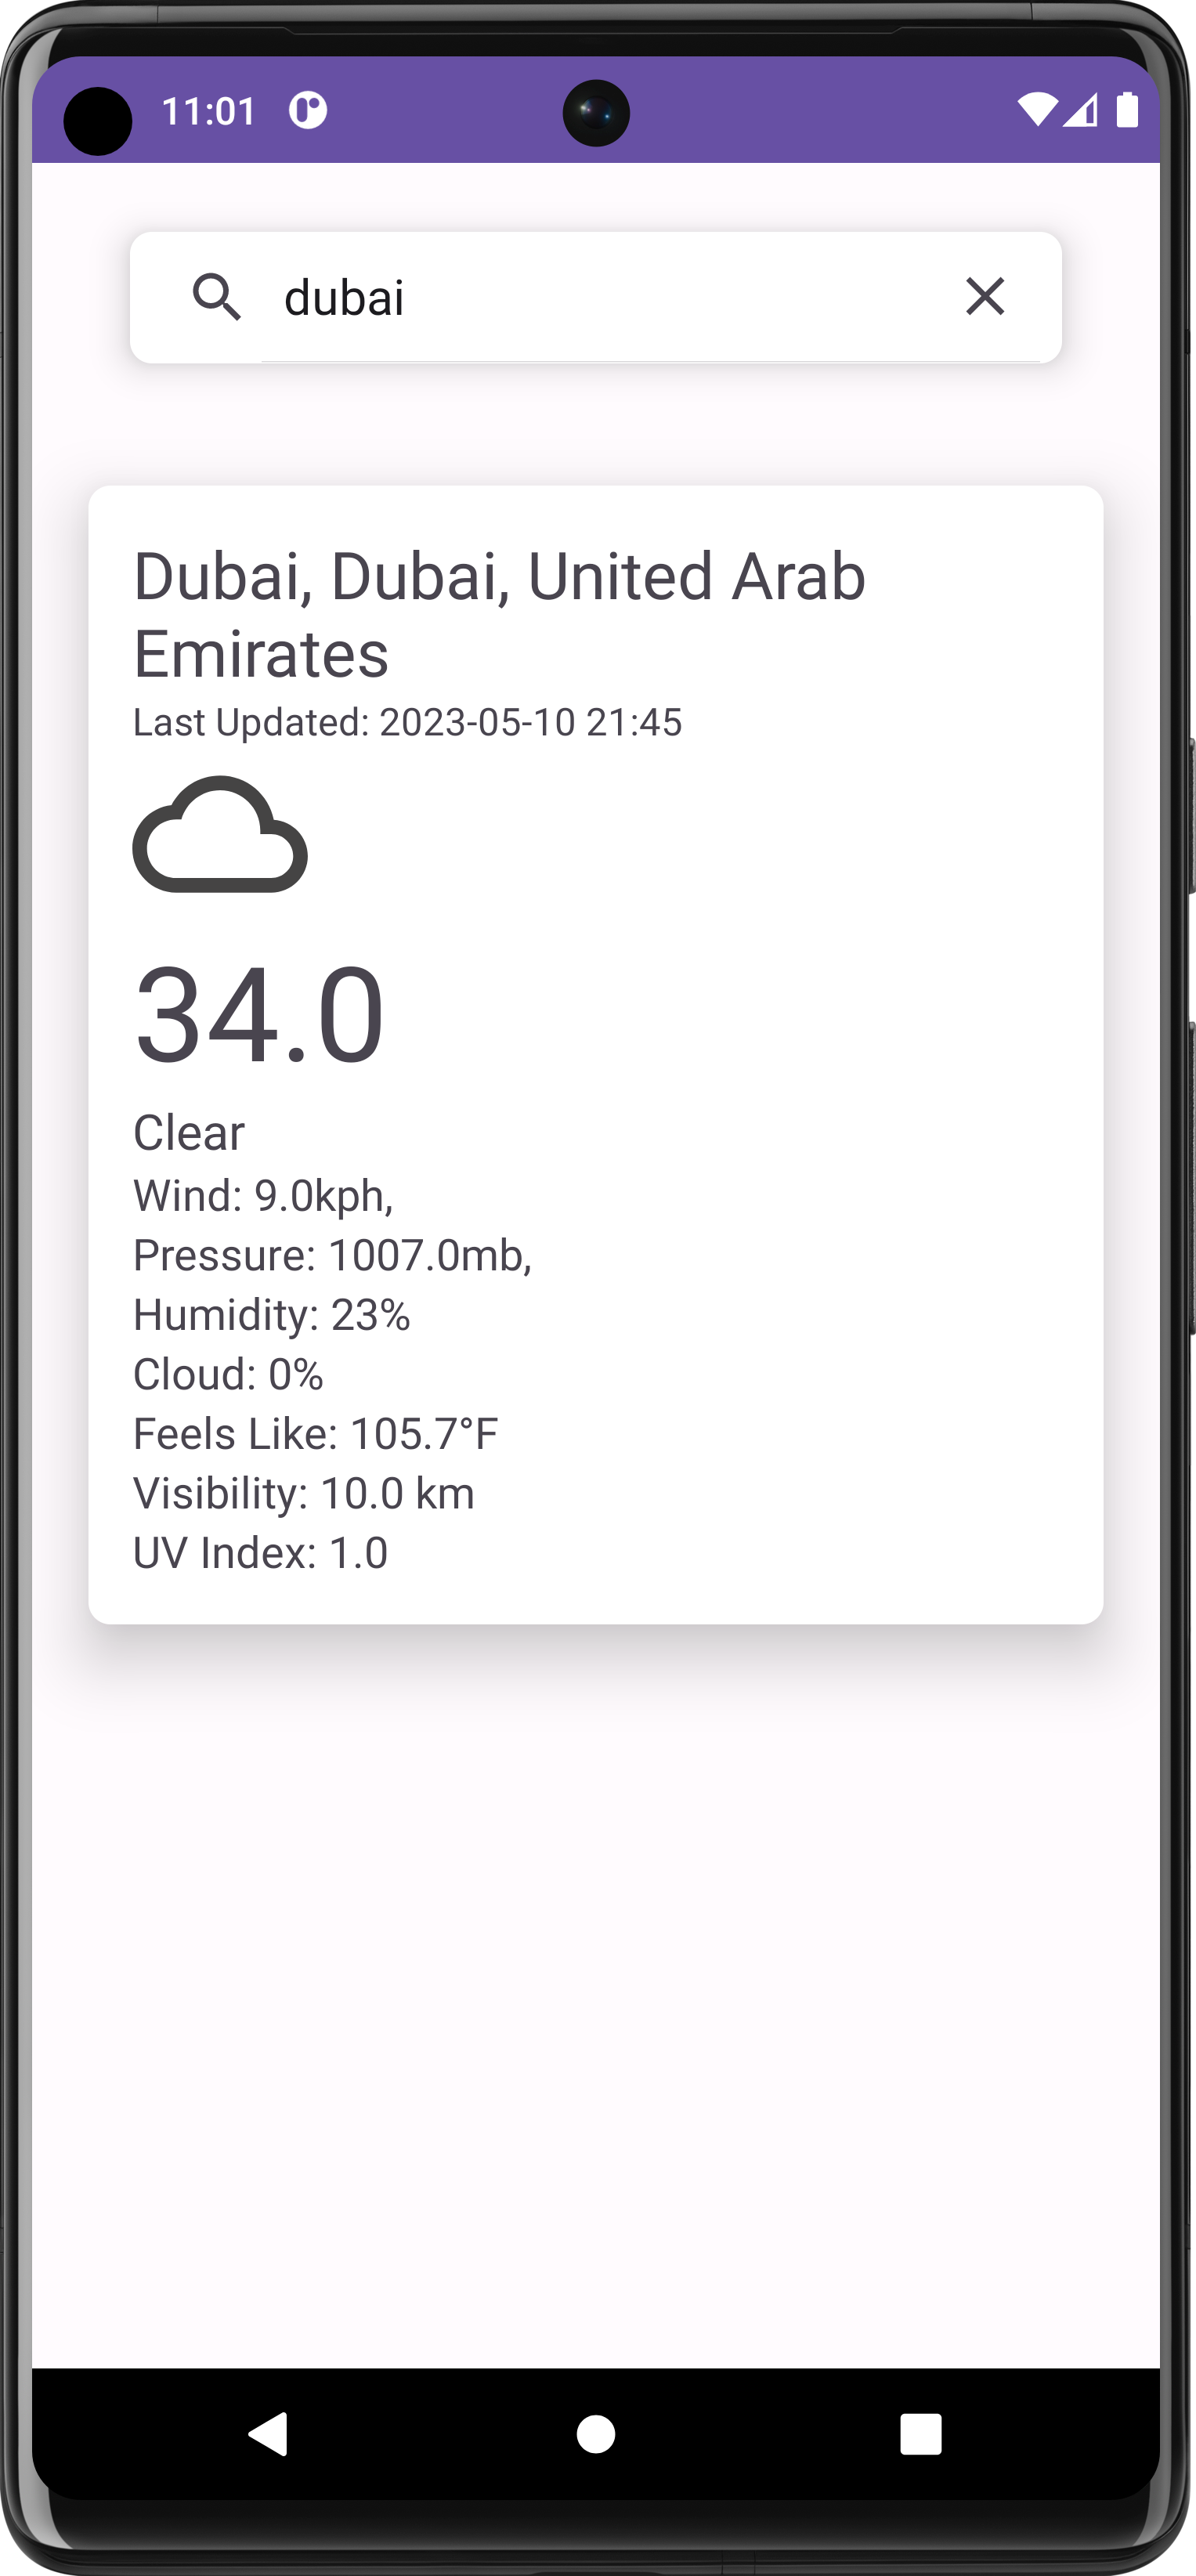 11:01
dubai
Dubai, Dubai, United Arab
Emirates
Last Updated: 2023-05-10 21:45
34.0
Clear
Wind: 9.0kph,
Pressure: 1007.0mb,
Humidity: 23%
Cloud: 0%
Feels Like: 105.7°F
Visibility: 10.0 km
UV Index: 1.0